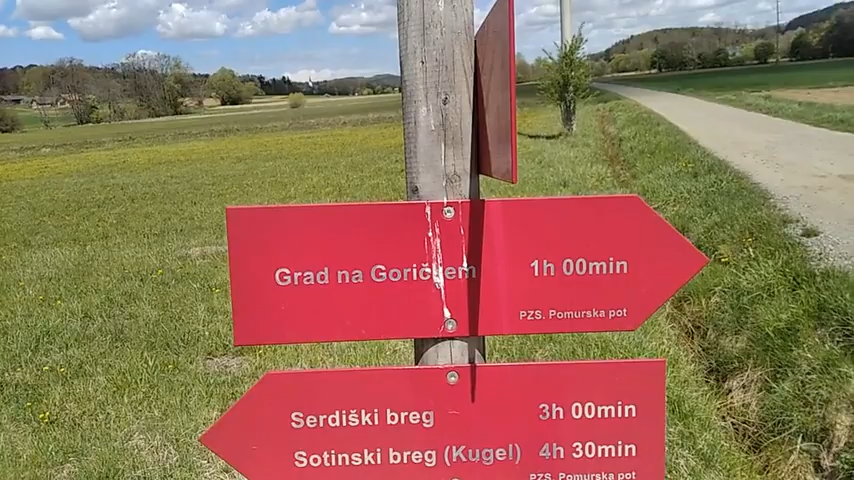 Grad na Goričkem 1h 00min
PZS. Pomurska pot
Serdiški breg 3h 00min
Sotinski breg (Kugel) 4h 30min
PZS. Pomurska pot